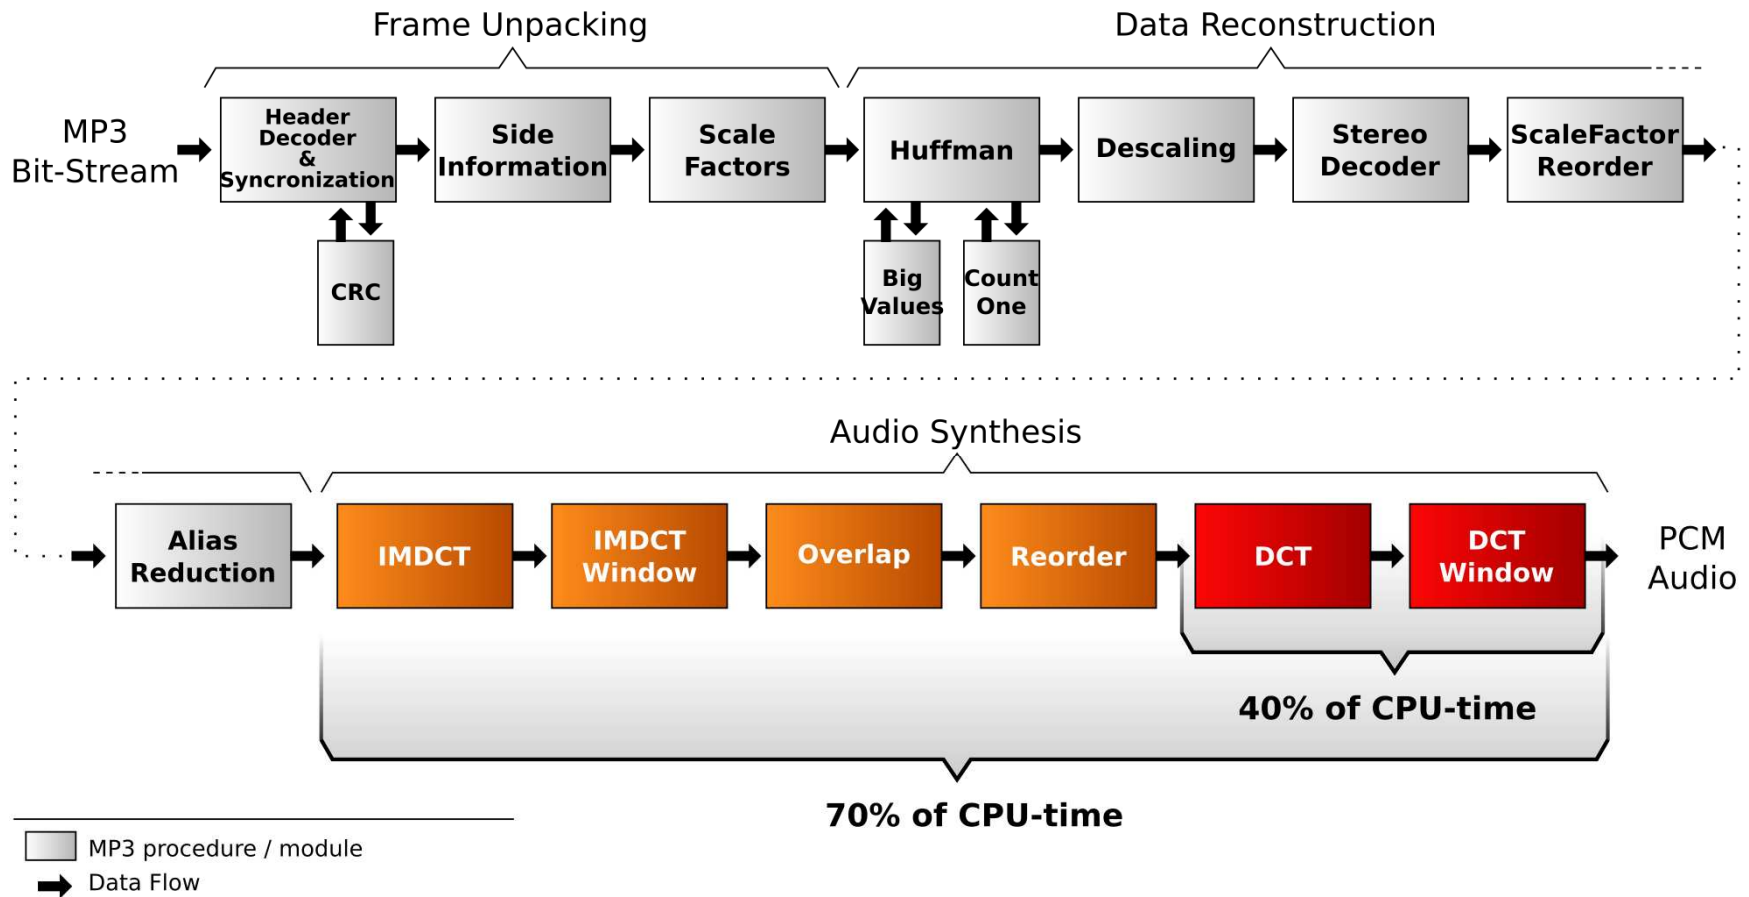 Frame Unpacking
Data Reconstruction
MP3
Bit-Stream
Header
Decoder
&
Syncronization
Side
Information
Scale
Factors
Huffman
Descaling
Stereo
Decoder
ScaleFactor
Reorder
CRC
Big
Values
Count
One
Audio Synthesis
Alias
Reduction
IMDCT
IMDCT
Window
Overlap
Reorder
DCT
DCT
Window
PCM
Audio
40% of CPU-time
70% of CPU-time
MP3 procedure / module
Data Flow